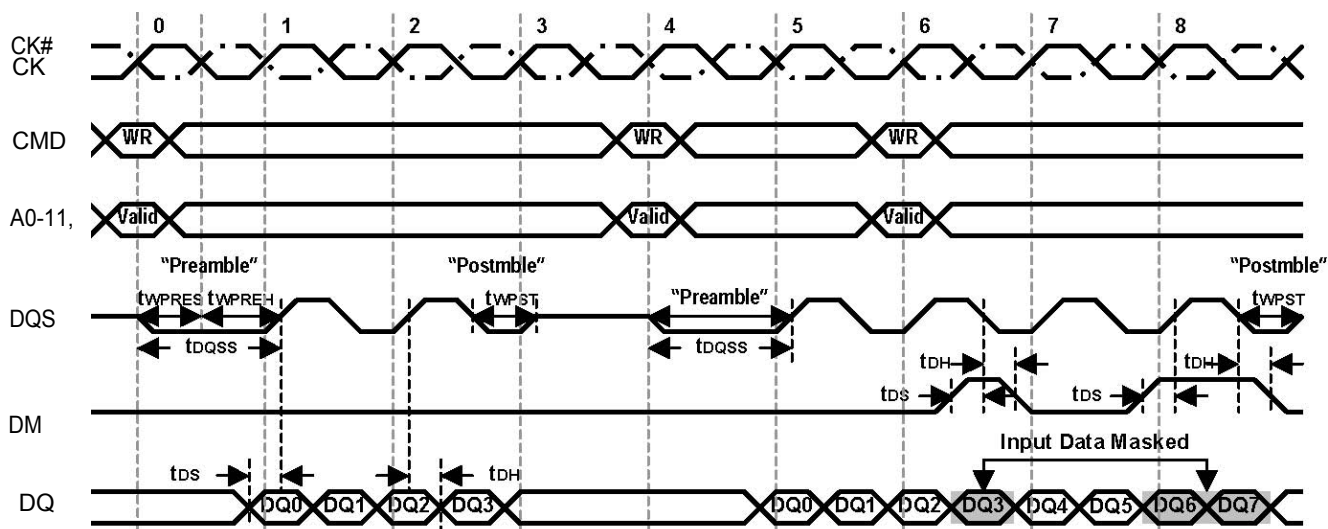 0 1 2 3 4 5 6 7 8
CK#
CK
CMD WR WR WR
A0-11, Valid Valid Valid
"Preamble" "Postmble" "Postmble"
tWPRES tWPREH tWPST "Preamble" tWPST
DQS
tDQSS tDQSS
tDH tDH
tDS tDS
DM
Input Data Masked
tDS tDH
DQ DQ0 DQ1 DQ2 DQ3 DQ0 DQ1 DQ2 DQ3 DQ4 DQ5 DQ6 DQ7